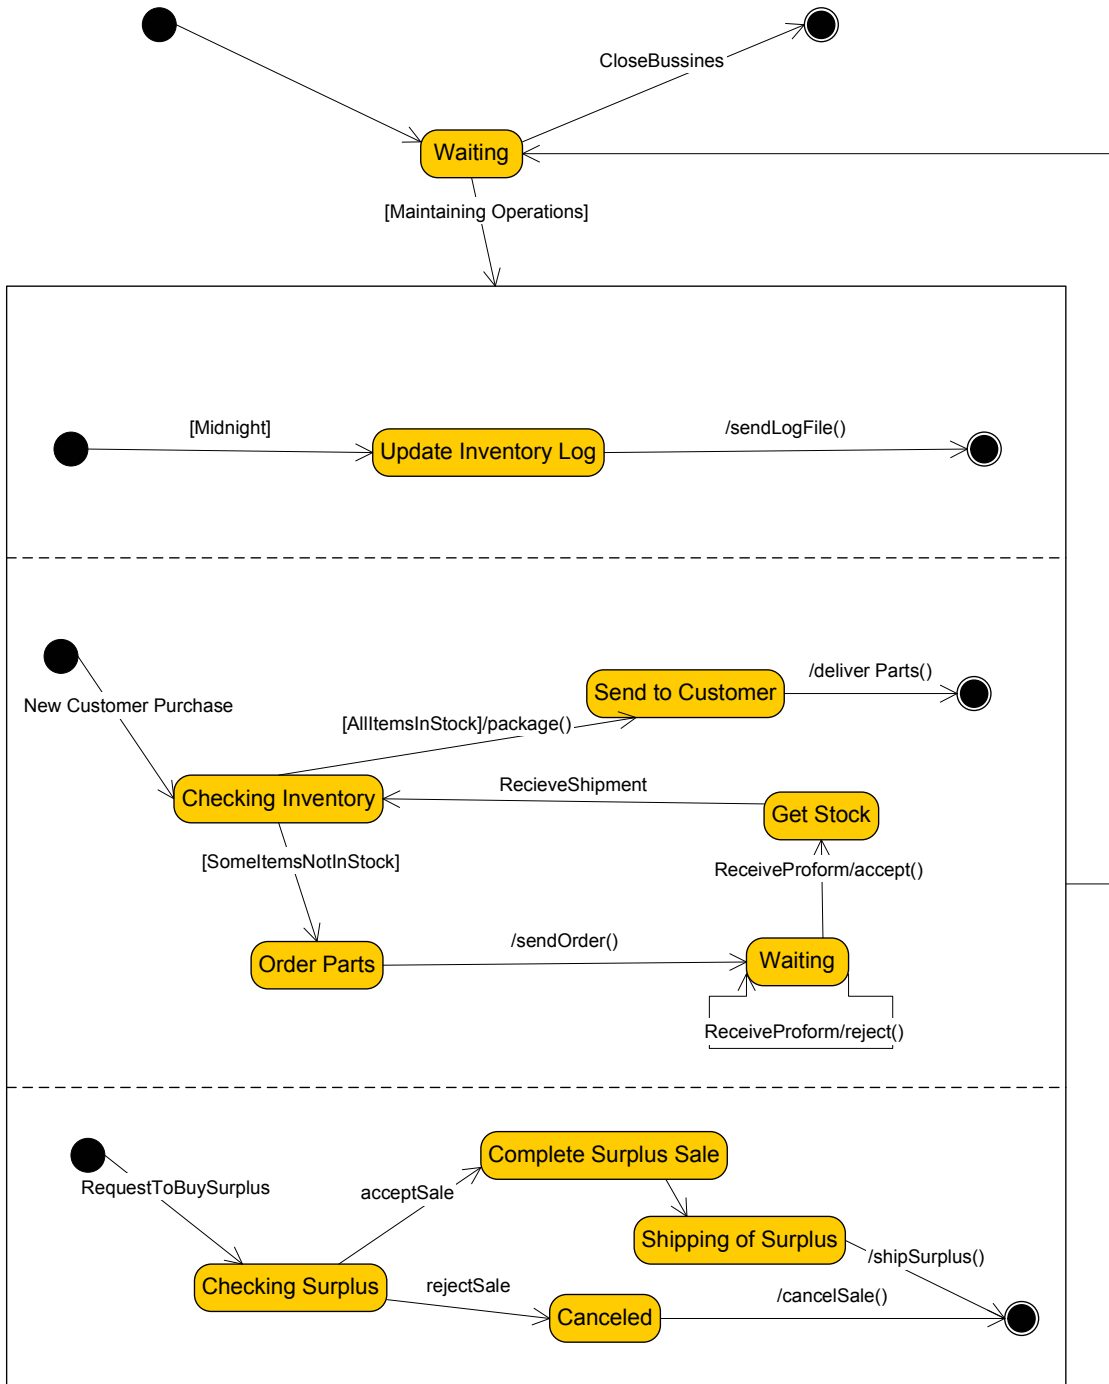 CloseBussines
Waiting
[Maintaining Operations]
[Midnight]
Update Inventory Log
/sendLogFile()
New Customer Purchase
Send to Customer
/deliver Parts()
[AllItemsInStock]/package()
Checking Inventory
RecieveShipment
Get Stock
[SomeItemsNotInStock]
ReceiveProform/accept()
Order Parts
/sendOrder()
Waiting
ReceiveProform/reject()
RequestToBuySurplus
acceptSale
Complete Surplus Sale
Shipping of Surplus
/shipSurplus()
Checking Surplus
rejectSale
Canceled
/cancelSale()